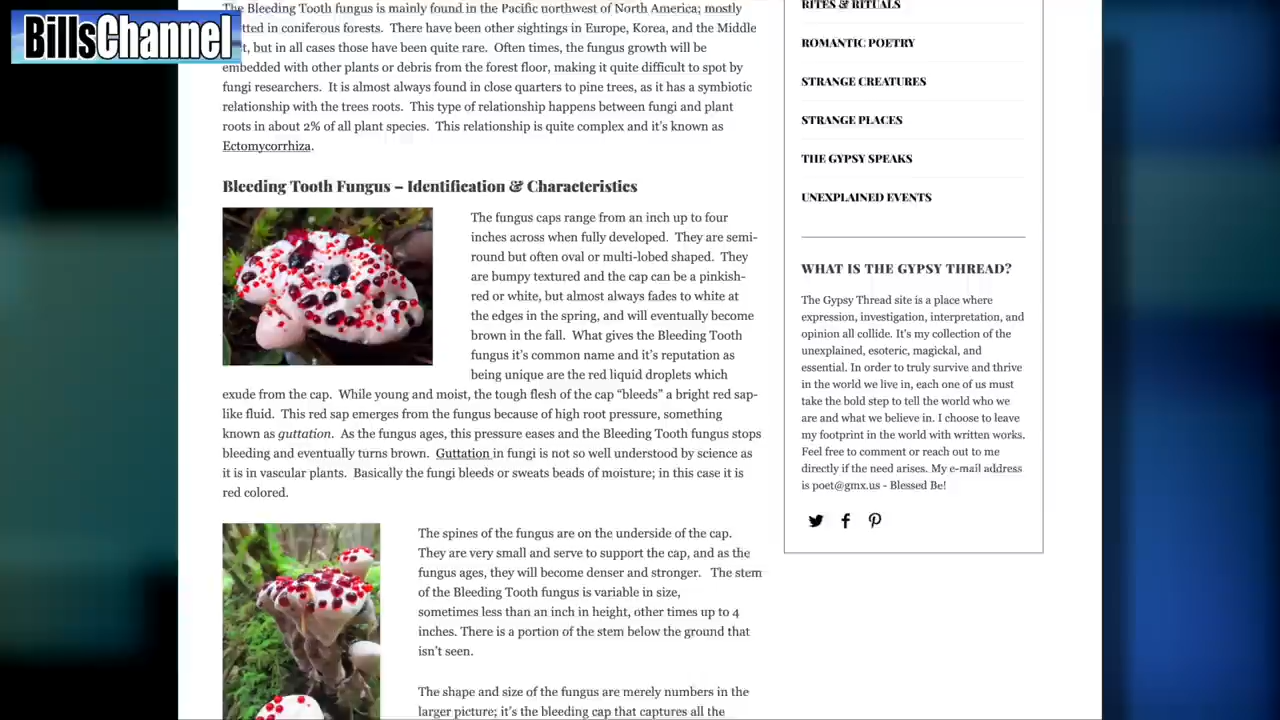 BillsChannel
The Bleeding Tooth fungus is mainly found in the Pacific northwest of North America; mostly
in coniferous forests.  There have been other sightings in Europe, Korea, and the Middle
but in all cases those have been quite rare.  Often times, the fungus growth will be
embedded with other plants or debris from the forest floor, making it quite difficult to spot by
fungi researchers.  It is almost always found in close quarters to pine trees, as it has a symbiotic
relationship with the trees roots.  This type of relationship happens between fungi and plant
roots in about 2% of all plant species.  This relationship is quite complex and it's known as
Ectomycorrhiza.
Bleeding Tooth Fungus – Identification & Characteristics
The fungus caps range from an inch up to four
inches across when fully developed.  They are semi-
round but often oval or multi-lobed shaped.  They
are bumpy textured and the cap can be a pinkish-
red or white, but almost always fades to white at
the edges in the spring, and will eventually become
brown in the fall.  What gives the Bleeding Tooth
fungus it's common name and it's reputation as
being unique are the red liquid droplets which
exude from the cap.  While young and moist, the tough flesh of the cap “bleeds” a bright red sap-
like fluid.  This red sap emerges from the fungus because of high root pressure, something
known as guttation.  As the fungus ages, this pressure eases and the Bleeding Tooth fungus stops
bleeding and eventually turns brown.  Guttation in fungi is not so well understood by science as
it is in vascular plants.  Basically the fungi bleeds or sweats beads of moisture; in this case it is
red colored.
The spines of the fungus are on the underside of the cap.
They are very small and serve to support the cap, and as the
fungus ages, they will become denser and stronger.   The stem
of the Bleeding Tooth fungus is variable in size,
sometimes less than an inch in height, other times up to 4
inches. There is a portion of the stem below the ground that
isn't seen.
The shape and size of the fungus are merely numbers in the
larger picture; it's the bleeding cap that captures all the
RITES & RITUALS
ROMANTIC POETRY
STRANGE CREATURES
STRANGE PLACES
THE GYPSY SPEAKS
UNEXPLAINED EVENTS
WHAT IS THE GYPSY THREAD?
The Gypsy Thread site is a place where
expression, investigation, interpretation, and
opinion all collide. It's my collection of the
unexplained, esoteric, magickal, and
essential. In order to truly survive and thrive
in the world we live in, each one of us must
take the bold step to tell the world who we
are and what we believe in. I choose to leave
my footprint in the world with written works.
Feel free to comment or reach out to me
directly if the need arises. My e-mail address
is poet@gmx.us - Blessed Be!